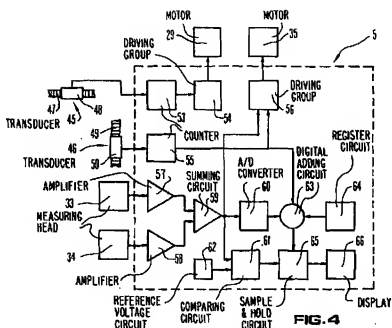 MOTOR
MOTOR
29
35
5
DRIVING GROUP
DRIVING GROUP
47
48
45
53
54
56
TRANSDUCER
49
COUNTER
46
55
TRANSDUCER
50
SUMMING CIRCUIT
DIGITAL ADDING CIRCUIT
REGISTER CIRCUIT
A/D CONVERTER
AMPLIFIER
57
59
60
63
64
33
MEASURING HEAD
62
61
65
66
34
58
AMPLIFIER
REFERENCE VOLTAGE CIRCUIT
COMPARING CIRCUIT
SAMPLE & HOLD CIRCUIT
DISPLAY
FIG.4